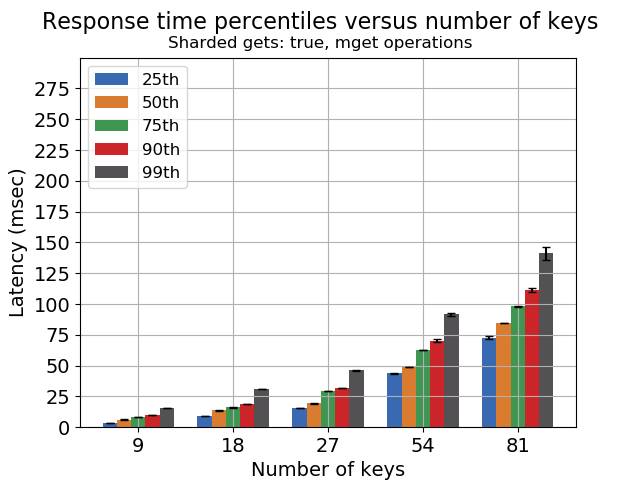 Response time percentiles versus number of keys
Sharded gets: true, mget operations
275
250
225
200
175
150
125
100
75
50
25
0
Latency (msec)
25th
50th
75th
90th
99th
9 18 27 54 81
Number of keys